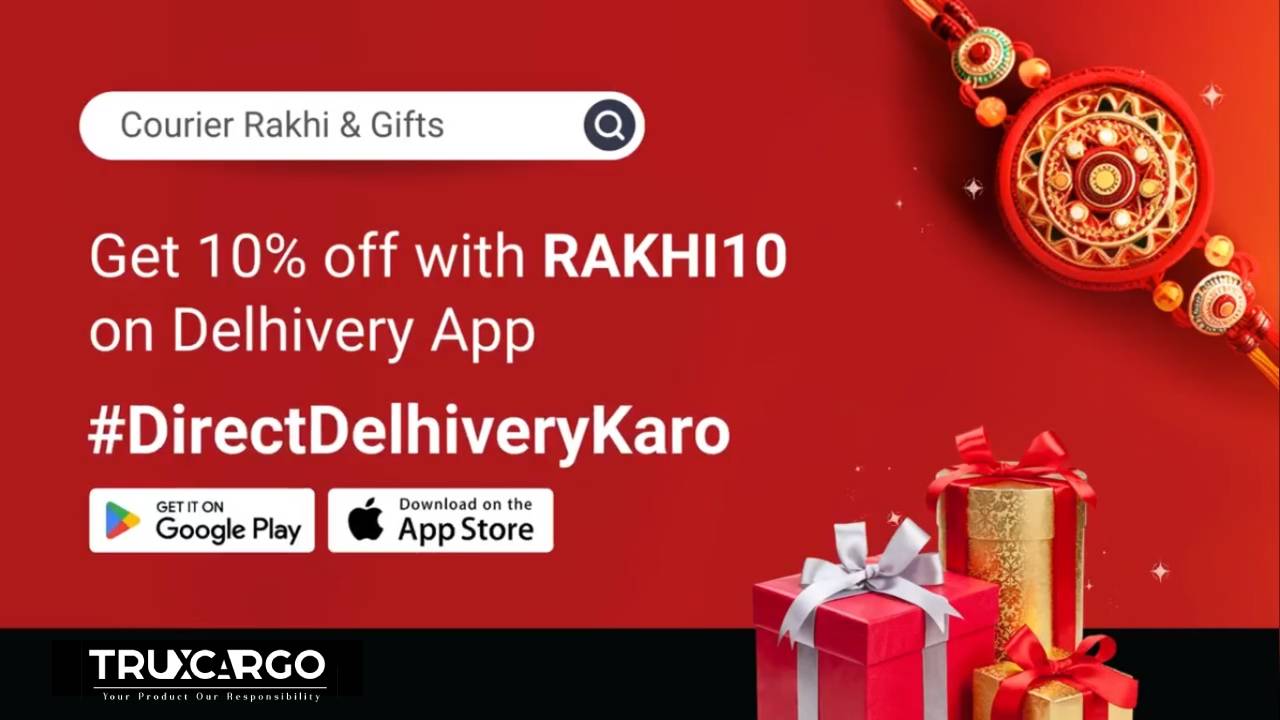 Courier Rakhi & Gifts
Get 10% off with RAKHI10
on Delhivery App
#DirectDelhiveryKaro
GET IT ON
Google Play
Download on the
App Store
TRUXCARGO
Your Product Our Responsibility